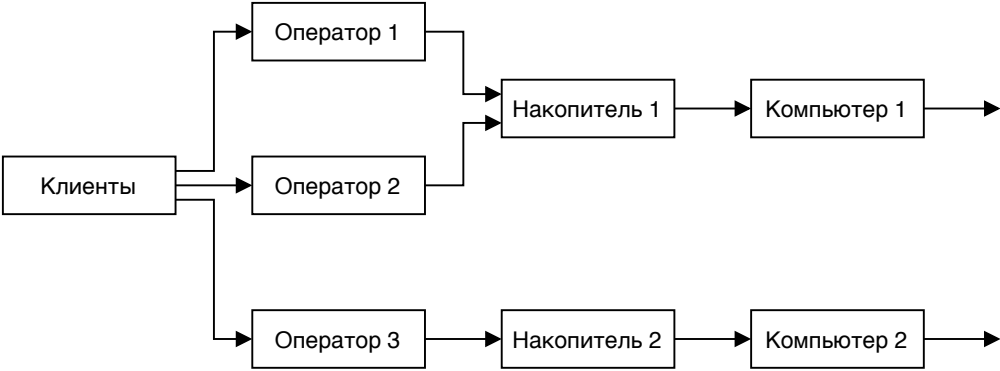 Оператор 1
Накопитель 1
Компьютер 1
Клиенты
Оператор 2
Оператор 3
Накопитель 2
Компьютер 2